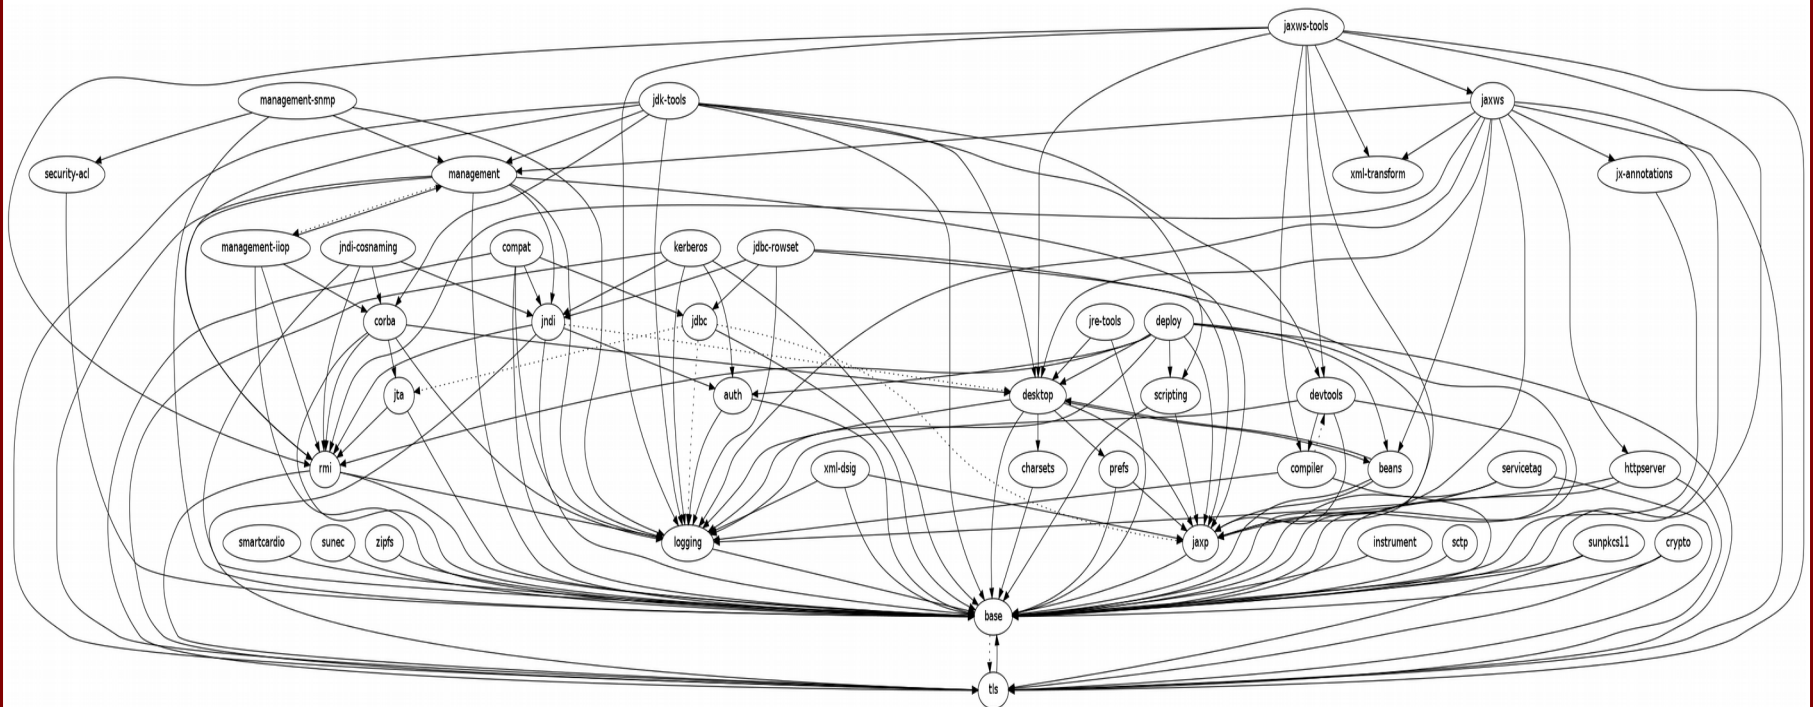 jaxws-tools
management-snmp
jdk-tools
jaxws
security-acl
management
xml-transform
jx-annotations
management-iiop
jndi-cosnaming
compat
kerberos
jdbc-rowset
corba
jndi
jdbc
jre-tools
deploy
jta
auth
desktop
scripting
devtools
rmi
xml-dsig
charsets
prefs
compiler
beans
servicetag
httpserver
smartcardio
sunec
zipfs
logging
jaxp
instrument
sctp
sunpkcs11
crypto
base
tls